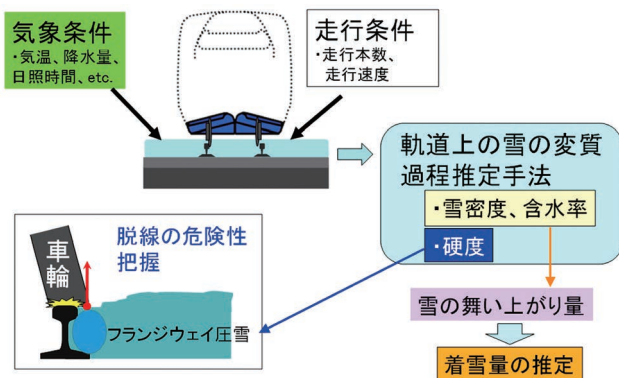 気象条件
・気温、降水量、
日照時間、etc.
走行条件
・走行本数、
走行速度
軌道上の雪の変質
過程推定手法
・雪密度、含水率
・硬度
脱線の危険性
把握
車輪
フランジウェイ圧雪
雪の舞い上がり量
着雪量の推定